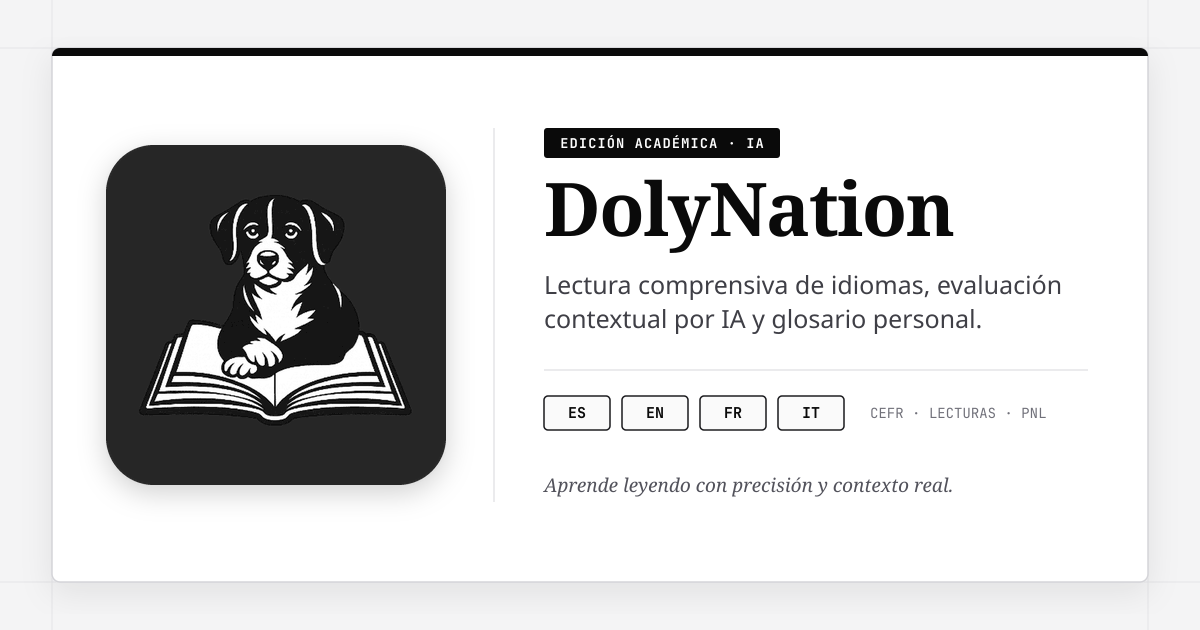 EDICIÓN ACADÉMICA · IA
DolyNation
Lectura comprensiva de idiomas, evaluación
contextual por IA y glosario personal.
ES EN FR IT CEFR · LECTURAS · PNL
Aprende leyendo con precisión y contexto real.